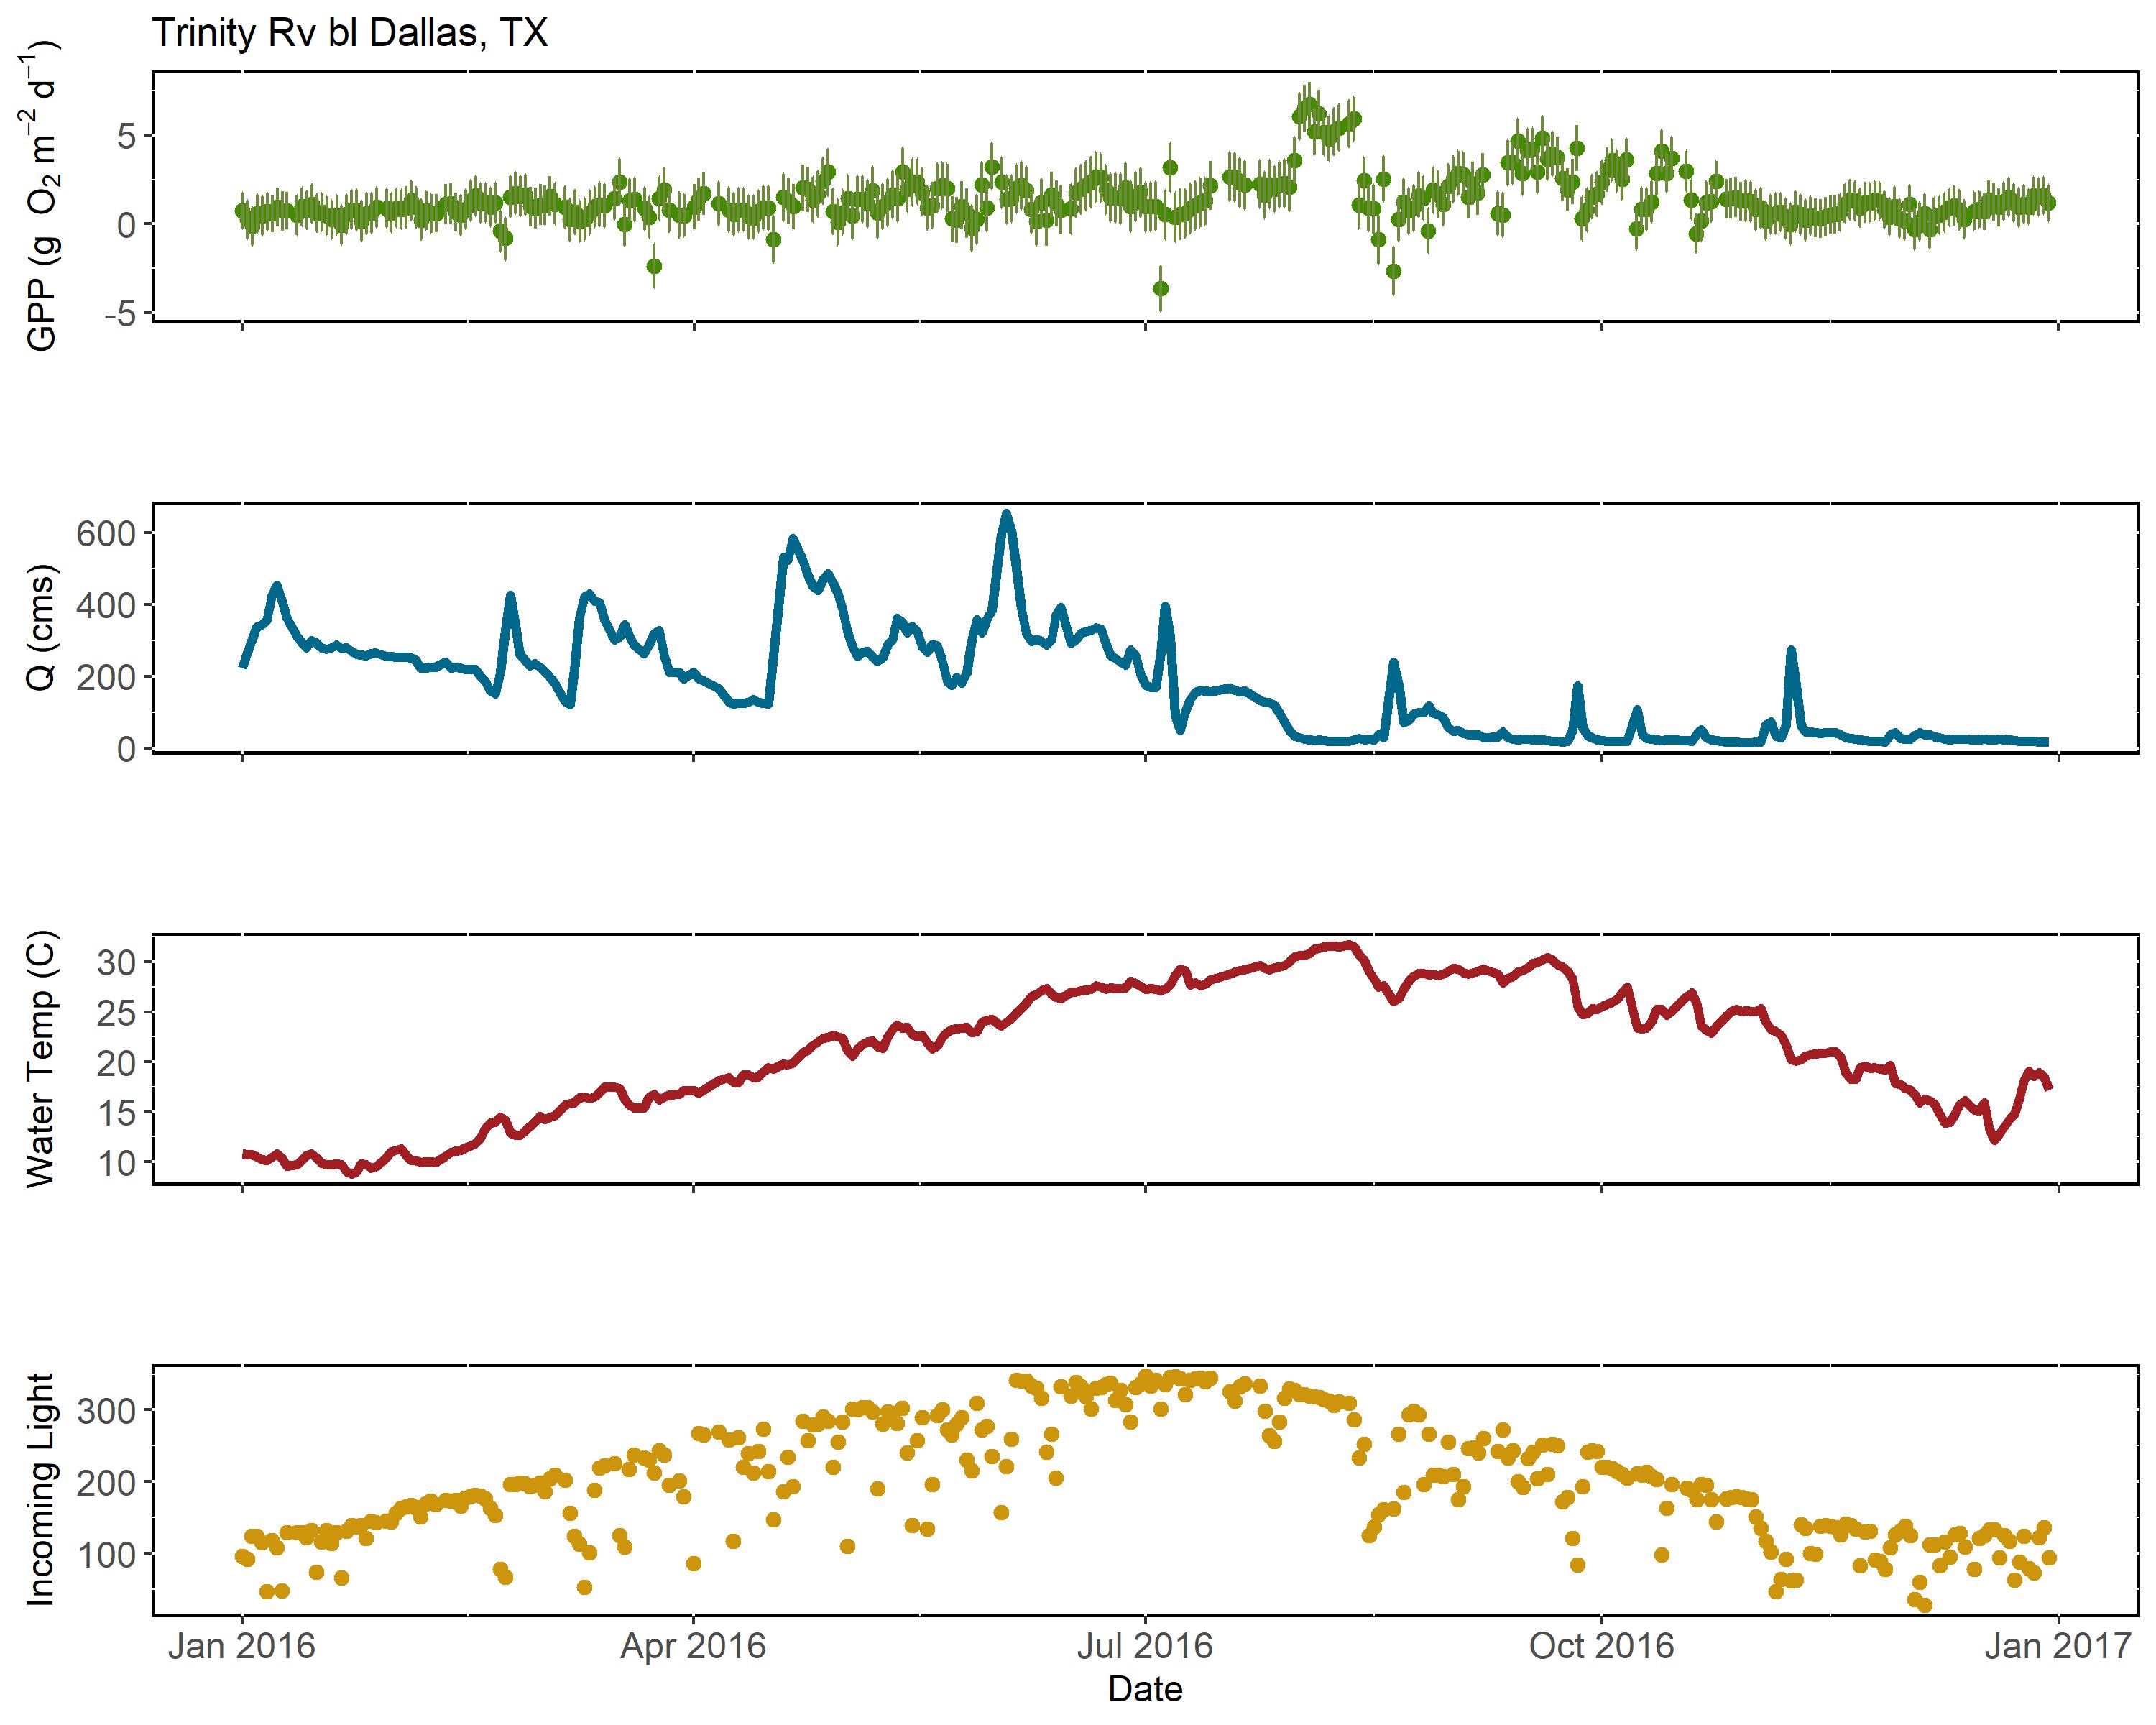 Trinity Rv bl Dallas, TX
GPP (g O₂ m⁻² d⁻¹)
5
0
-5
Q (cms)
600
400
200
0
Water Temp (C)
30
25
20
15
10
Incoming Light
300
200
100
Jan 2016 Apr 2016 Jul 2016 Oct 2016 Jan 2017
Date